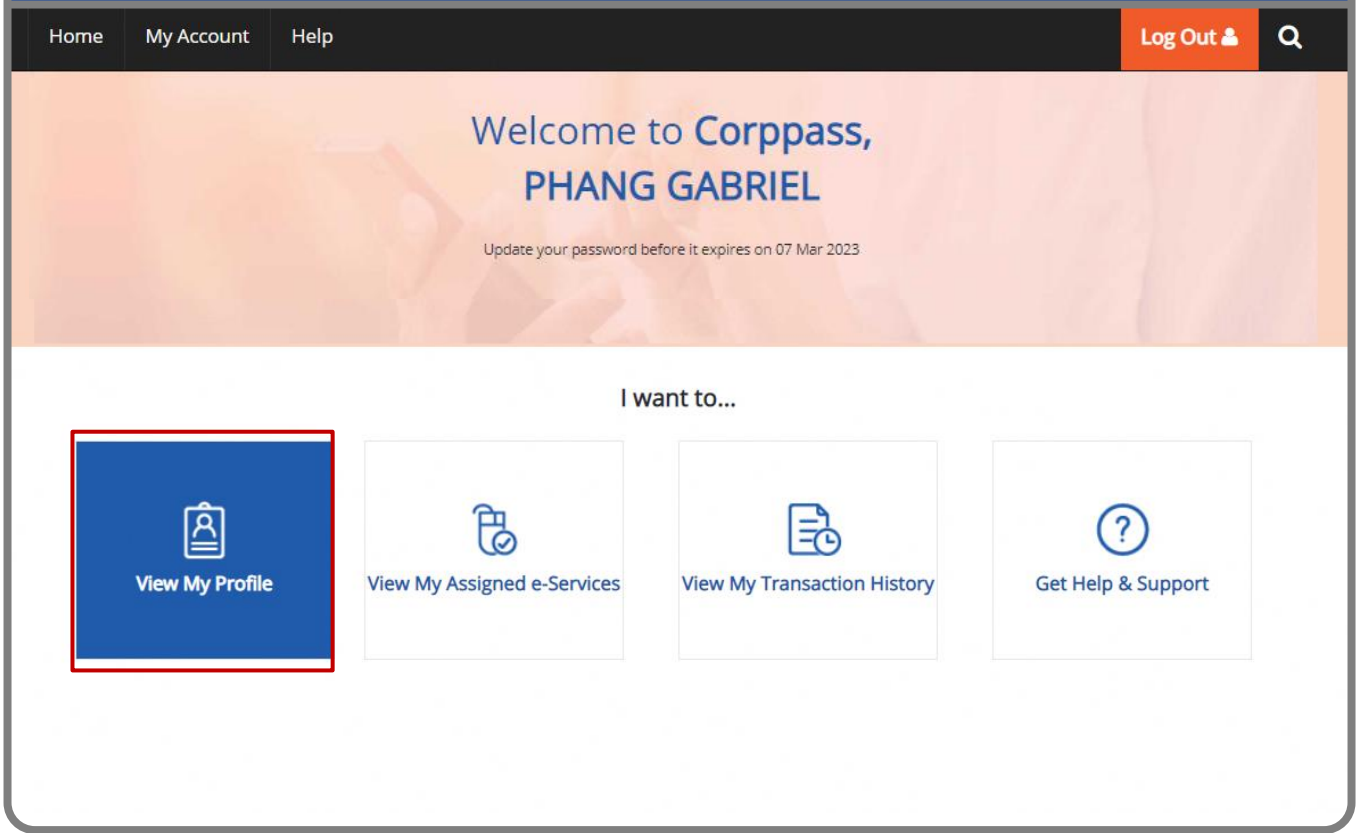 Home My Account Help Log Out
Welcome to Corppass,
PHANG GABRIEL
Update your password before it expires on 07 Mar 2023
I want to...
View My Profile
View My Assigned e-Services
View My Transaction History
Get Help & Support